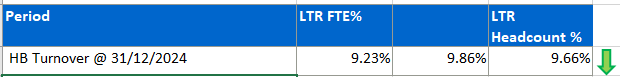 Period LTR FTE% LTR
Headcount %
HB Turnover @ 31/12/2024 9.23% 9.86% 9.66%